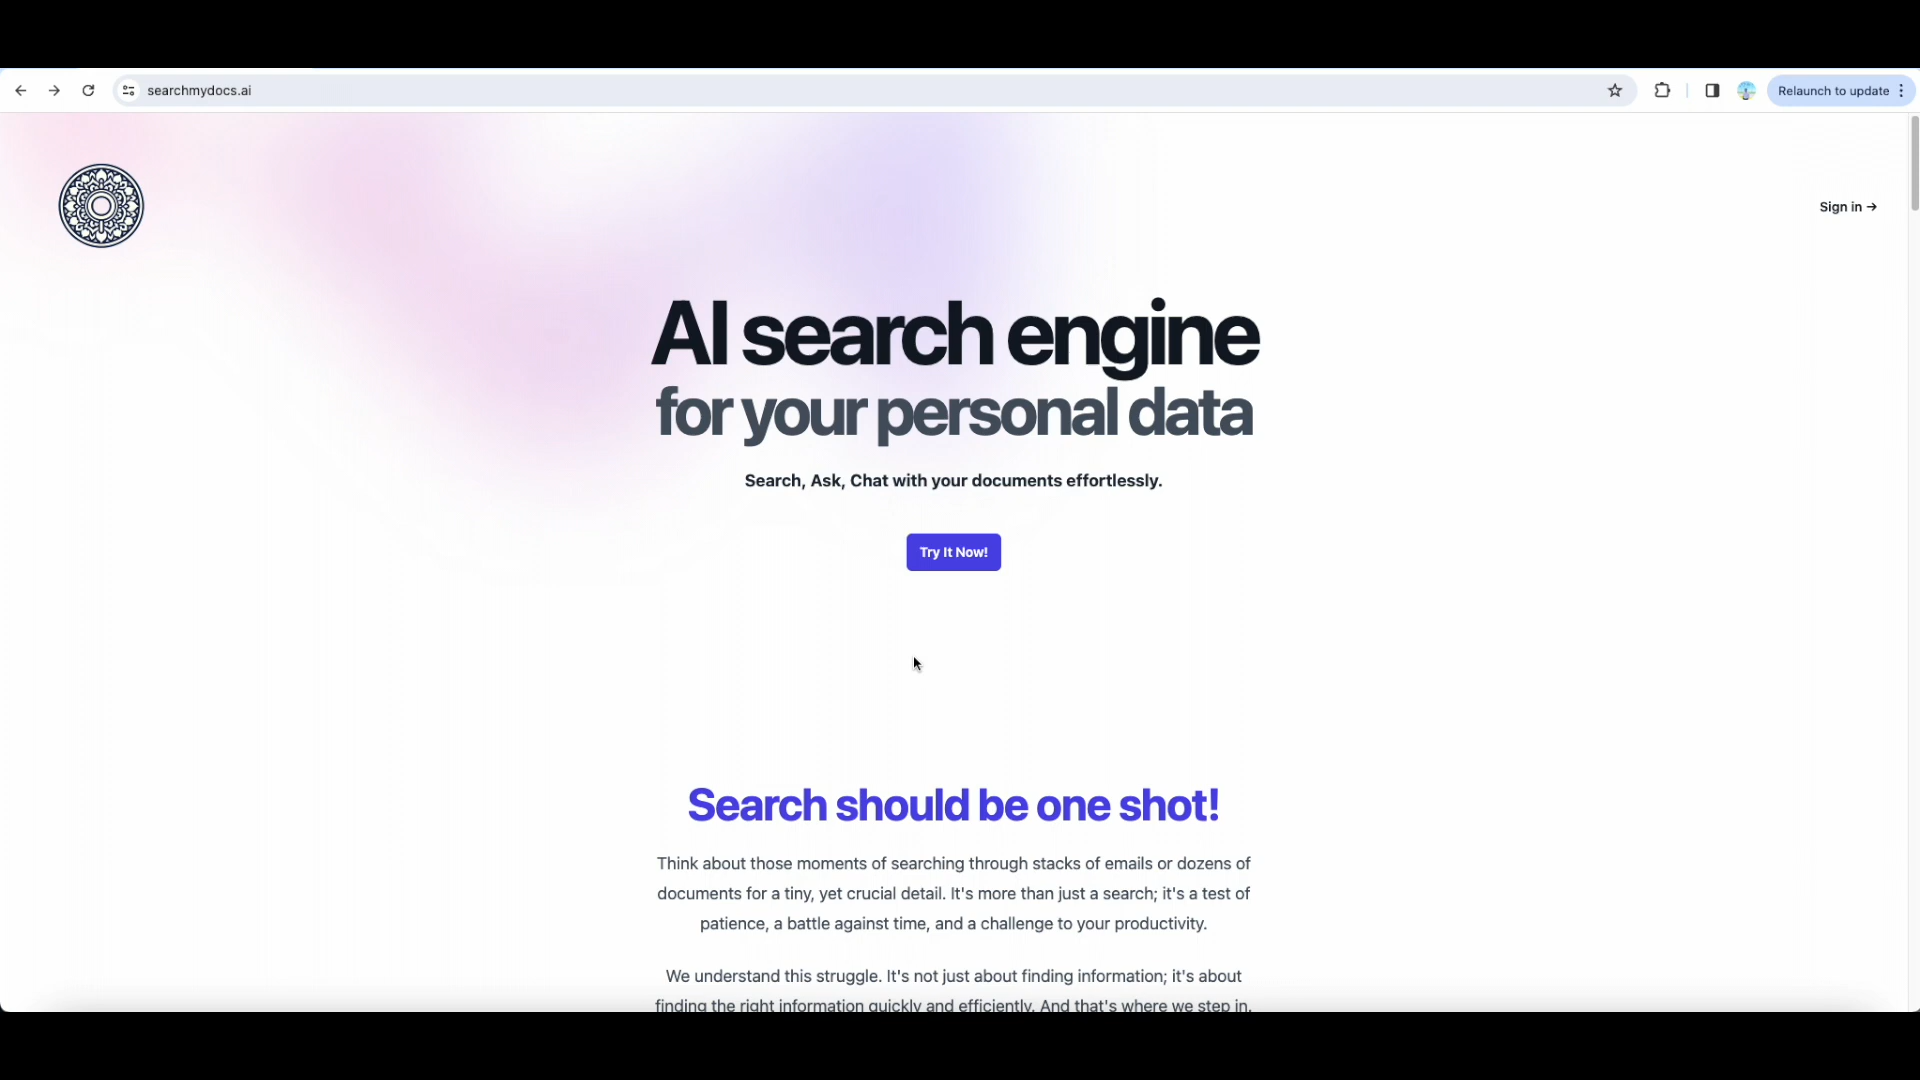 searchmydocs.ai
Relaunch to update
Sign in →
AI search engine
for your personal data
Search, Ask, Chat with your documents effortlessly.
Try It Now!
Search should be one shot!
Think about those moments of searching through stacks of emails or dozens of
documents for a tiny, yet crucial detail. It's more than just a search; it's a test of
patience, a battle against time, and a challenge to your productivity.
We understand this struggle. It's not just about finding information; it's about
finding the right information quickly and efficiently. And that's where we step in.